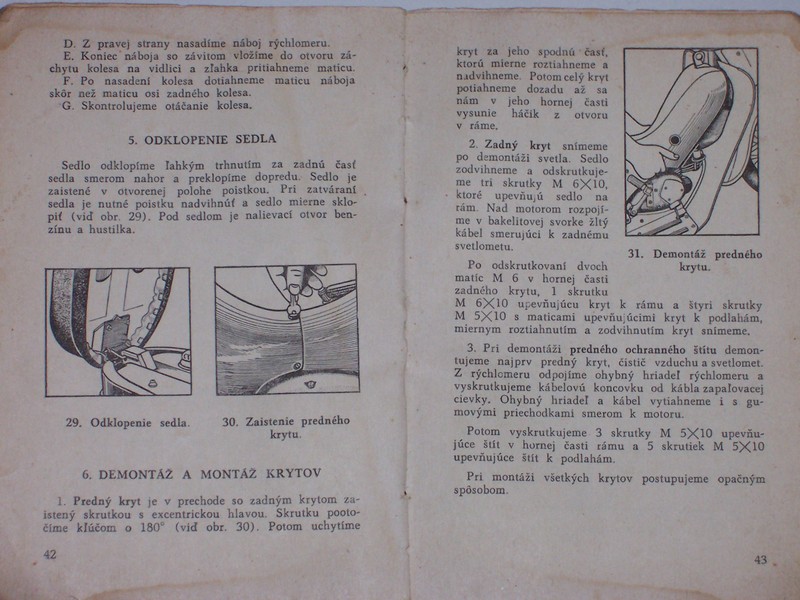 D. Z pravej strany nasadíme náboj rýchlomeru.
E. Koniec náboja so závitom vložíme do otvoru zá-
chytu kolesa na vidlici a zľahka pritiahneme maticu.
F. Po nasadení kolesa dotiahneme maticu náboja
skôr než maticu osi zadného kolesa.
G. Skontrolujeme otáčanie kolesa.
5. ODKLOPENIE SEDLA
Sedlo odklopíme ľahkým trhnutím za zadnú časť
sedla smerom nahor a preklopíme dopredu. Sedlo je
zaistené v otvorenej polohe poistkou. Pri zatváraní
sedla je nutné poistku nadvihnúť a sedlo mierne sklo-
piť (viď obr. 29). Pod sedlom je nalievací otvor ben-
zínu a hustilka.
29. Odklopenie sedla.
30. Zaistenie predného
krytu.
6. DEMONTÁŽ A MONTÁŽ KRYTOV
1. Predný kryt je v prechode so zadným krytom za-
istený skrutkou s excentrickou hlavou. Skrutku pooto-
číme kľúčom o 180° (viď obr. 30). Potom uchytíme
42
kryt za jeho spodnú časť,
ktorú mierne roztiahneme a
nadvihneme. Potom celý kryt
potiahneme dozadu až sa
nám v jeho hornej časti
vysunie háčik z otvoru
v ráme.
2. Zadný kryt snímeme
po demontáži svetla. Sedlo
zodvihneme a odskrutkuje-
me tri skrutky M 6X10,
ktoré upevňujú sedlo na
rám. Nad motorom rozpojí-
me v bakelitovej svorke žltý
kábel smerujúci k zadnému
svetlometu.
31. Demontáž predného
krytu.
Po odskrutkovaní dvoch
matíc M 6 v hornej časti
zadného krytu, 1 skrutku
M 6X10 upevňujúcu kryt k rámu a štyri skrutky
M 5X10 s maticami upevňujúcimi kryt k podlahám,
miernym roztiahnutím a zodvihnutím kryt snímeme.
3. Pri demontáži predného ochranného štítu demon-
tujeme najprv predný kryt, čistič vzduchu a svetlomet.
Z rýchlomeru odpojíme ohybný hriadeľ rýchlomeru a
vyskrutkujeme kábelovú koncovku od kábla zapaľovacej
cievky. Ohybný hriadeľ a kábel vytiahneme i s gu-
movými priechodkami smerom k motoru.
Potom vyskrutkujeme 3 skrutky M 5X10 upevňu-
júce štít v hornej časti rámu a 5 skrutiek M 5X10
upevňujúce štít k podlahám.
Pri montáži všetkých krytov postupujeme opačným
spôsobom.
43